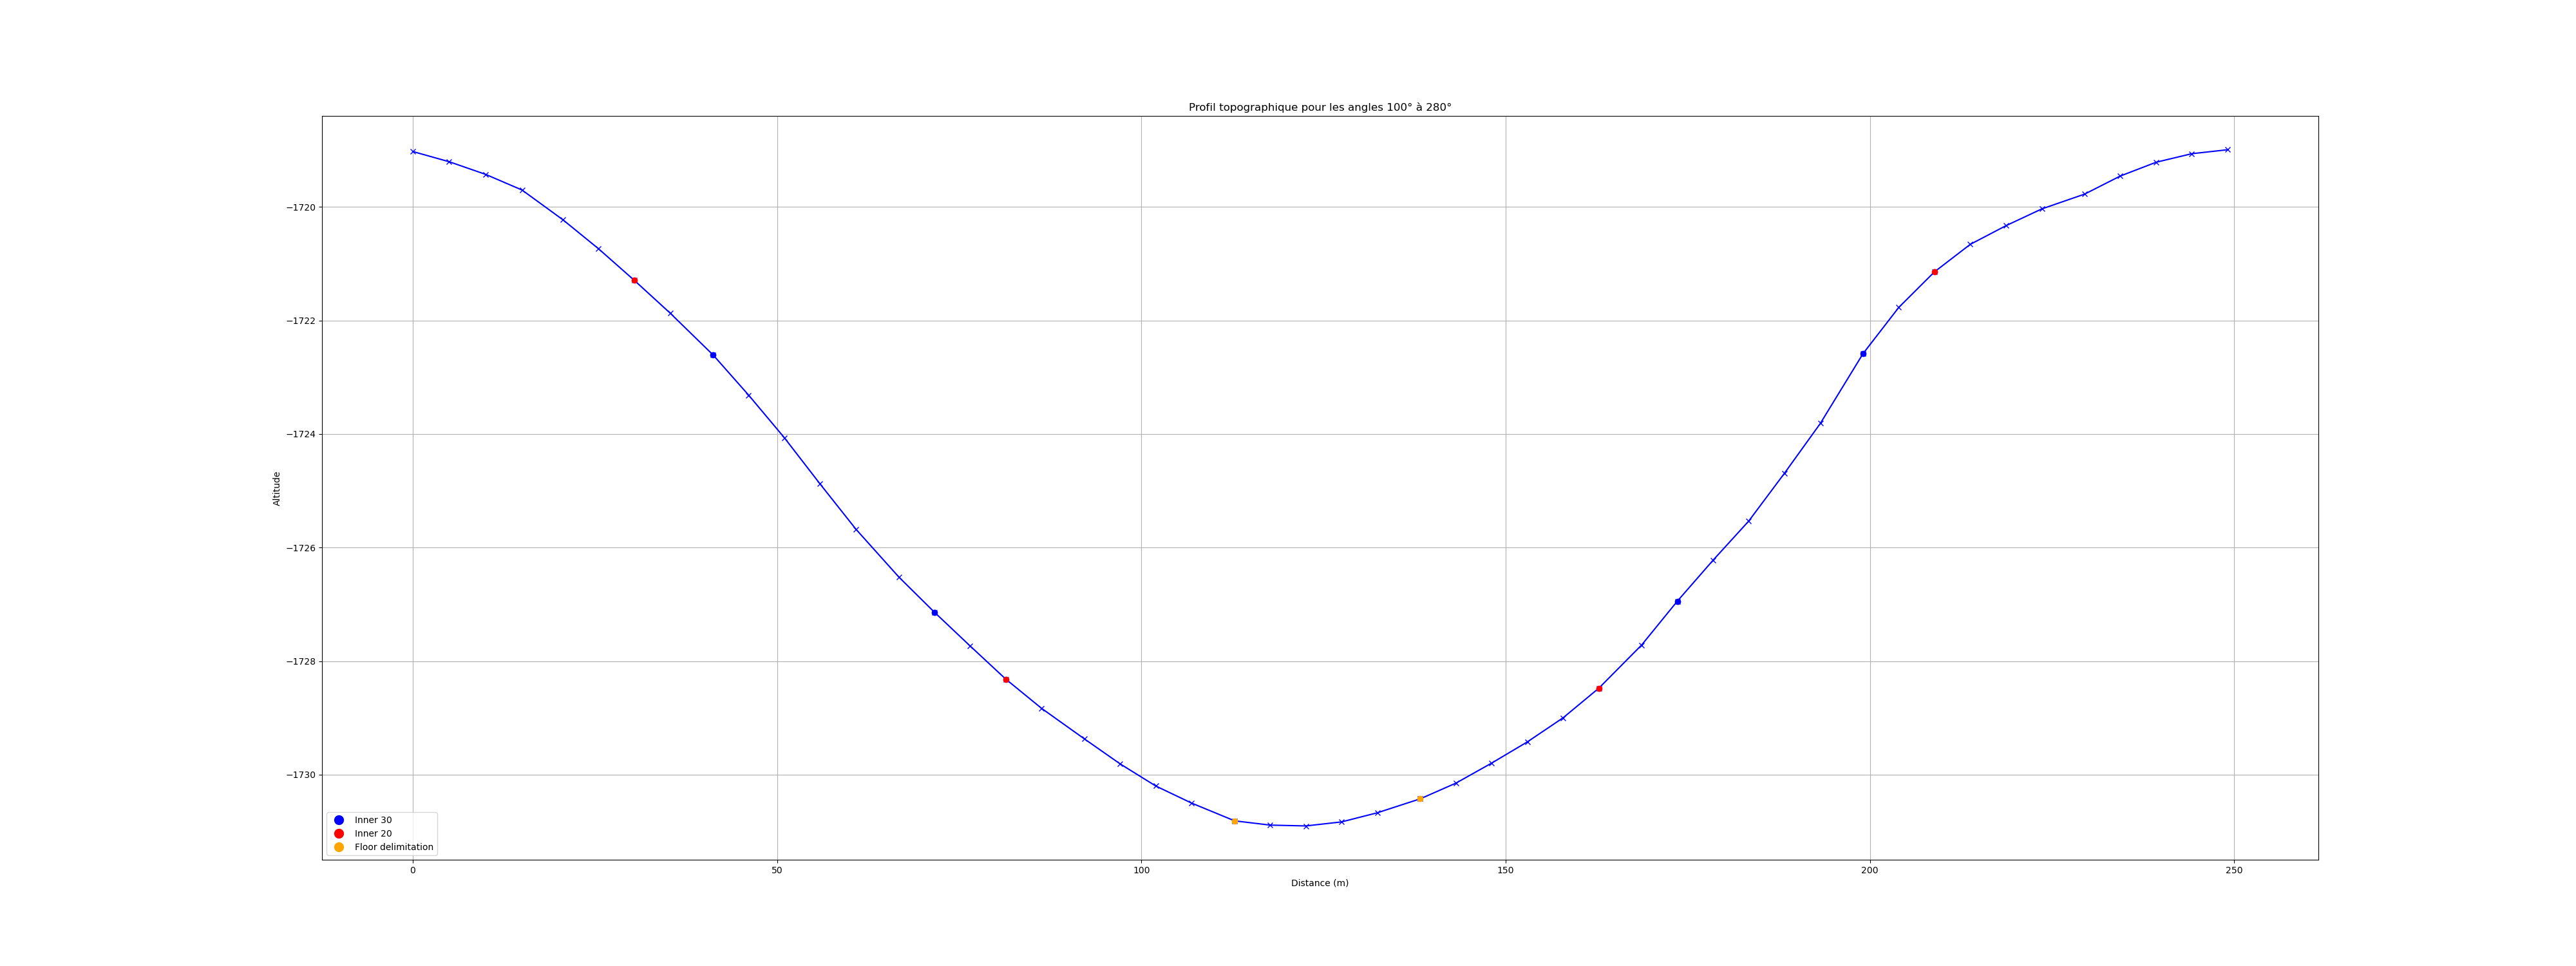 Profil topographique pour les angles 100° à 280°
Altitude
−1720
−1722
−1724
−1726
−1728
−1730
Inner 30
Inner 20
Floor delimitation
0
50
100
150
200
250
Distance (m)